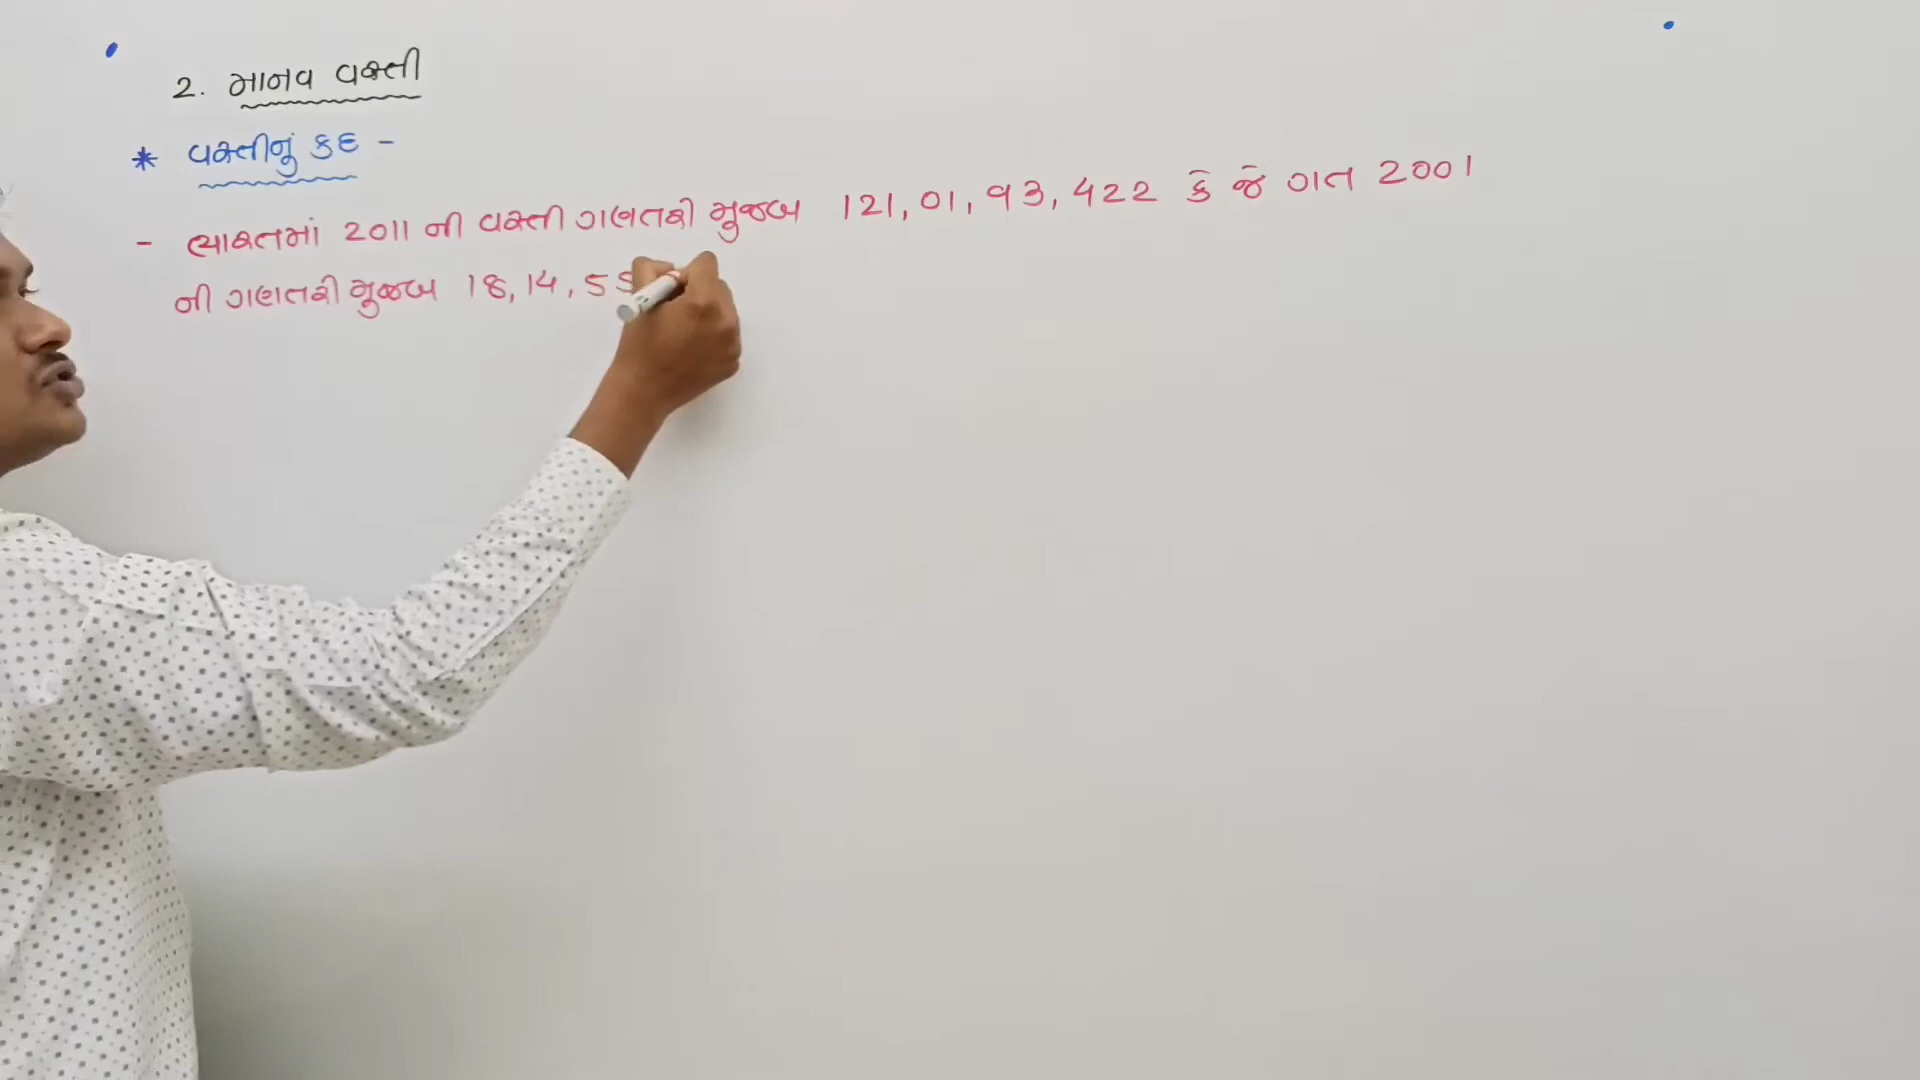 2. માનવ વસ્તી
* વસ્તીનું કદ -
- ભારતમાં 2011 ની વસ્તી ગણતરી મુજબ 121, 01, 93, 422 કે જે ગત 2001
ની ગણતરી મુજબ 18, 14, 55